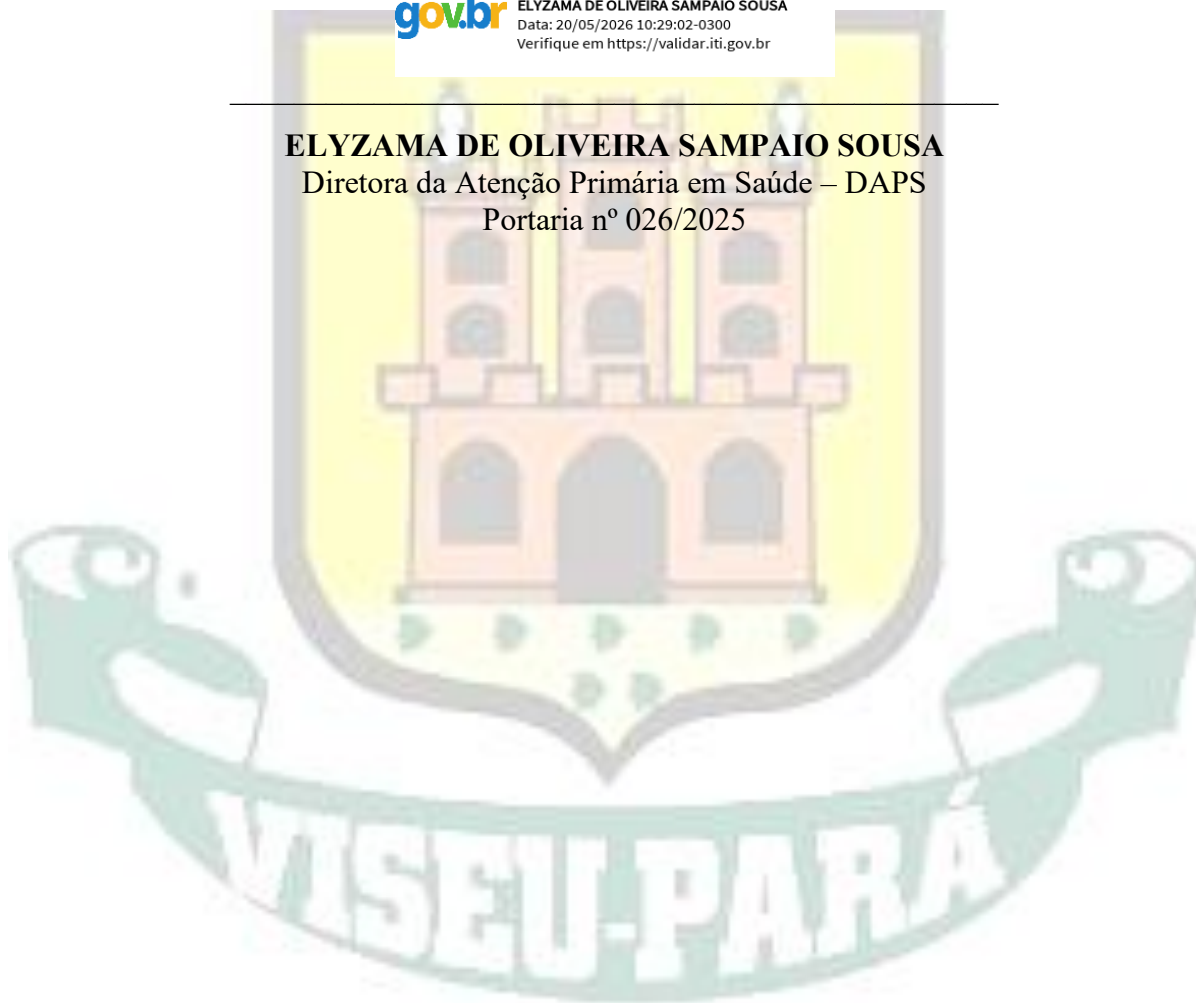 gov.br
ELYZAMA DE OLIVEIRA SAMPAIO SOUSA
Data: 20/05/2026 10:29:02-0300
Verifique em https://validar.iti.gov.br
ELYZAMA DE OLIVEIRA SAMPAIO SOUSA
Diretora da Atenção Primária em Saúde – DAPS
Portaria nº 026/2025
VISEU-PARÁ